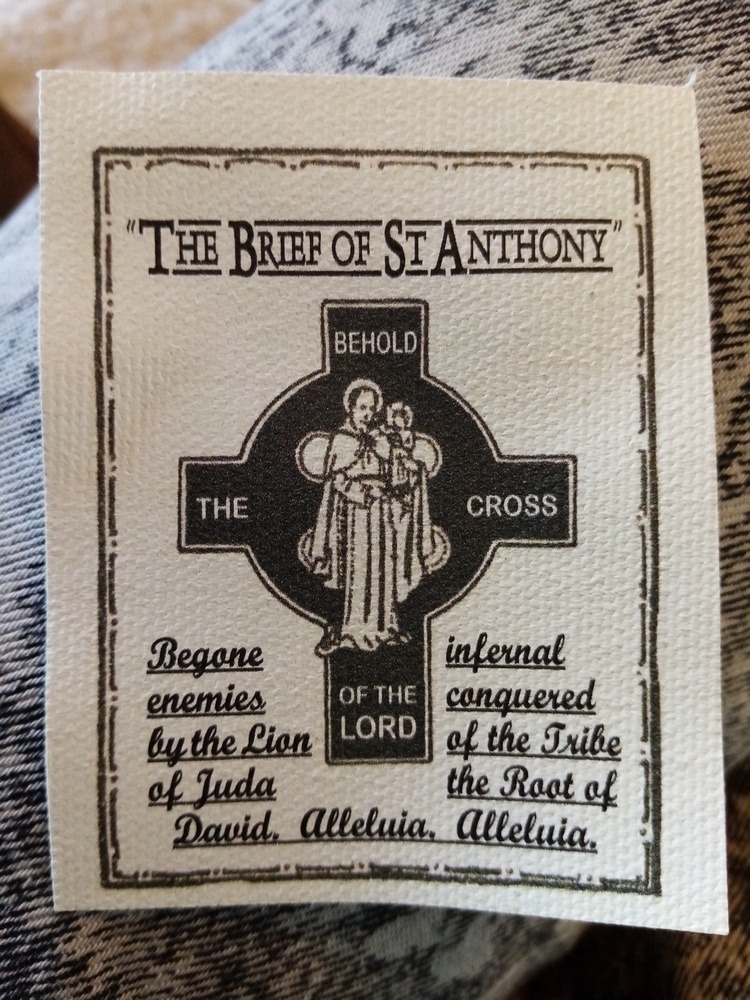 "THE BRIEF OF ST ANTHONY"
BEHOLD
THE CROSS
OF THE
LORD
Begone infernal
enemies conquered
by the Lion of the Tribe
of Juda the Root of
David. Alleluia. Alleluia.